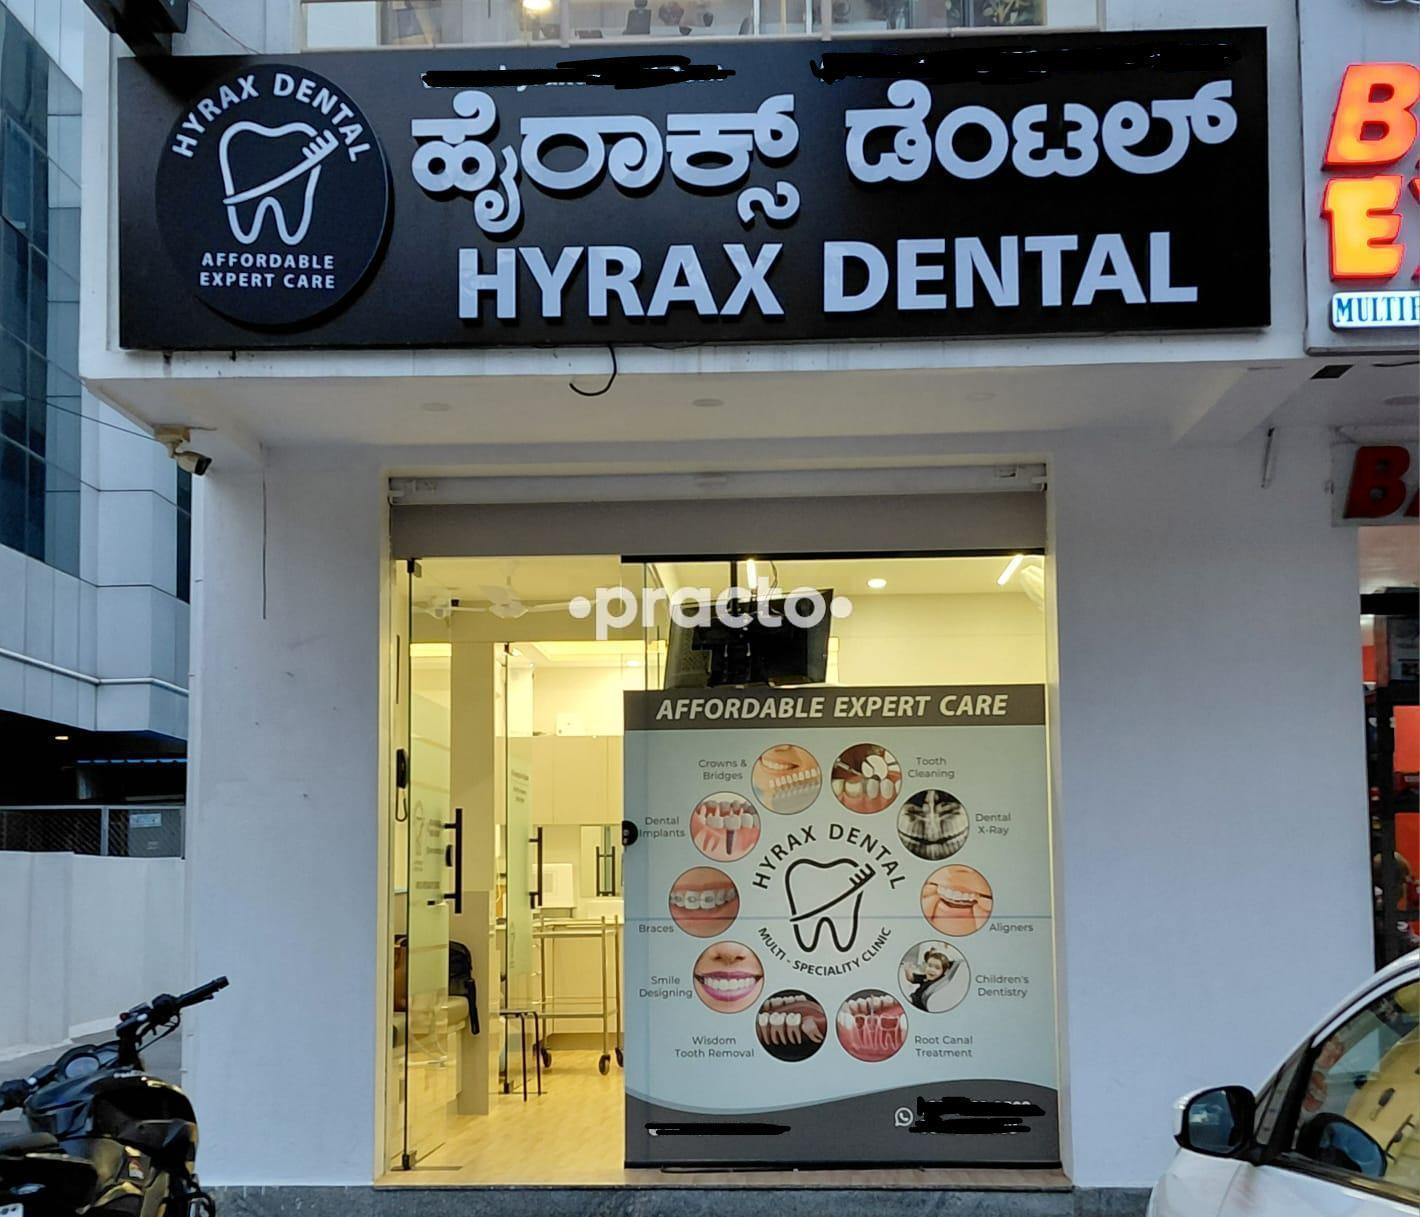 HYRAX DENTAL
AFFORDABLE
EXPERT CARE
ಹೈರಾಕ್ಸ್ ಡೆಂಟಲ್
HYRAX DENTAL
MULTI
•practo•
AFFORDABLE EXPERT CARE
Crowns &
Bridges
Tooth
Cleaning
Dental
Implants
Dental
X-Ray
Braces
Aligners
Smile
Designing
Children's
Dentistry
Wisdom
Tooth Removal
Root Canal
Treatment
HYRAX DENTAL
MULTI - SPECIALITY CLINIC